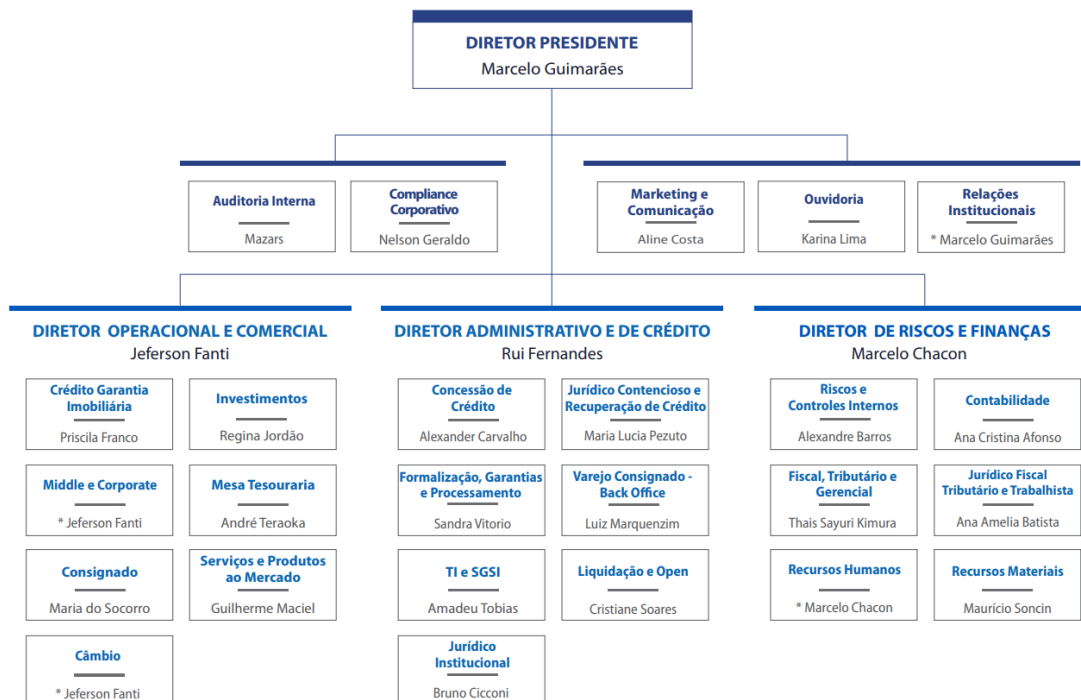 DIRETOR PRESIDENTE
Marcelo Guimarães
Auditoria Interna
Mazars
Compliance
Corporativo
Nelson Geraldo
Marketing e
Comunicação
Aline Costa
Ouvidoria
Karina Lima
Relações
Institucionais
* Marcelo Guimarães
DIRETOR OPERACIONAL E COMERCIAL
Jeferson Fanti
Crédito Garantia
Imobiliária
Priscila Franco
Investimentos
Regina Jordão
Middle e Corporate
* Jeferson Fanti
Mesa Tesouraria
André Teraoka
Consignado
Maria do Socorro
Serviços e Produtos
ao Mercado
Guilherme Maciel
Câmbio
* Jeferson Fanti
DIRETOR ADMINISTRATIVO E DE CRÉDITO
Rui Fernandes
Concessão de
Crédito
Alexander Carvalho
Jurídico Contencioso e
Recuperação de Crédito
Maria Lucia Pezuto
Formalização, Garantias
e Processamento
Sandra Vitorio
Varejo Consignado -
Back Office
Luiz Marquenzim
TI e SGSI
Amadeu Tobias
Liquidação e Open
Cristiane Soares
Jurídico
Institucional
Bruno Cicconi
DIRETOR DE RISCOS E FINANÇAS
Marcelo Chacon
Riscos e
Controles Internos
Alexandre Barros
Contabilidade
Ana Cristina Afonso
Fiscal, Tributário e
Gerencial
Thais Sayuri Kimura
Jurídico Fiscal
Tributário e Trabalhista
Ana Amelia Batista
Recursos Humanos
* Marcelo Chacon
Recursos Materiais
Maurício Soncin